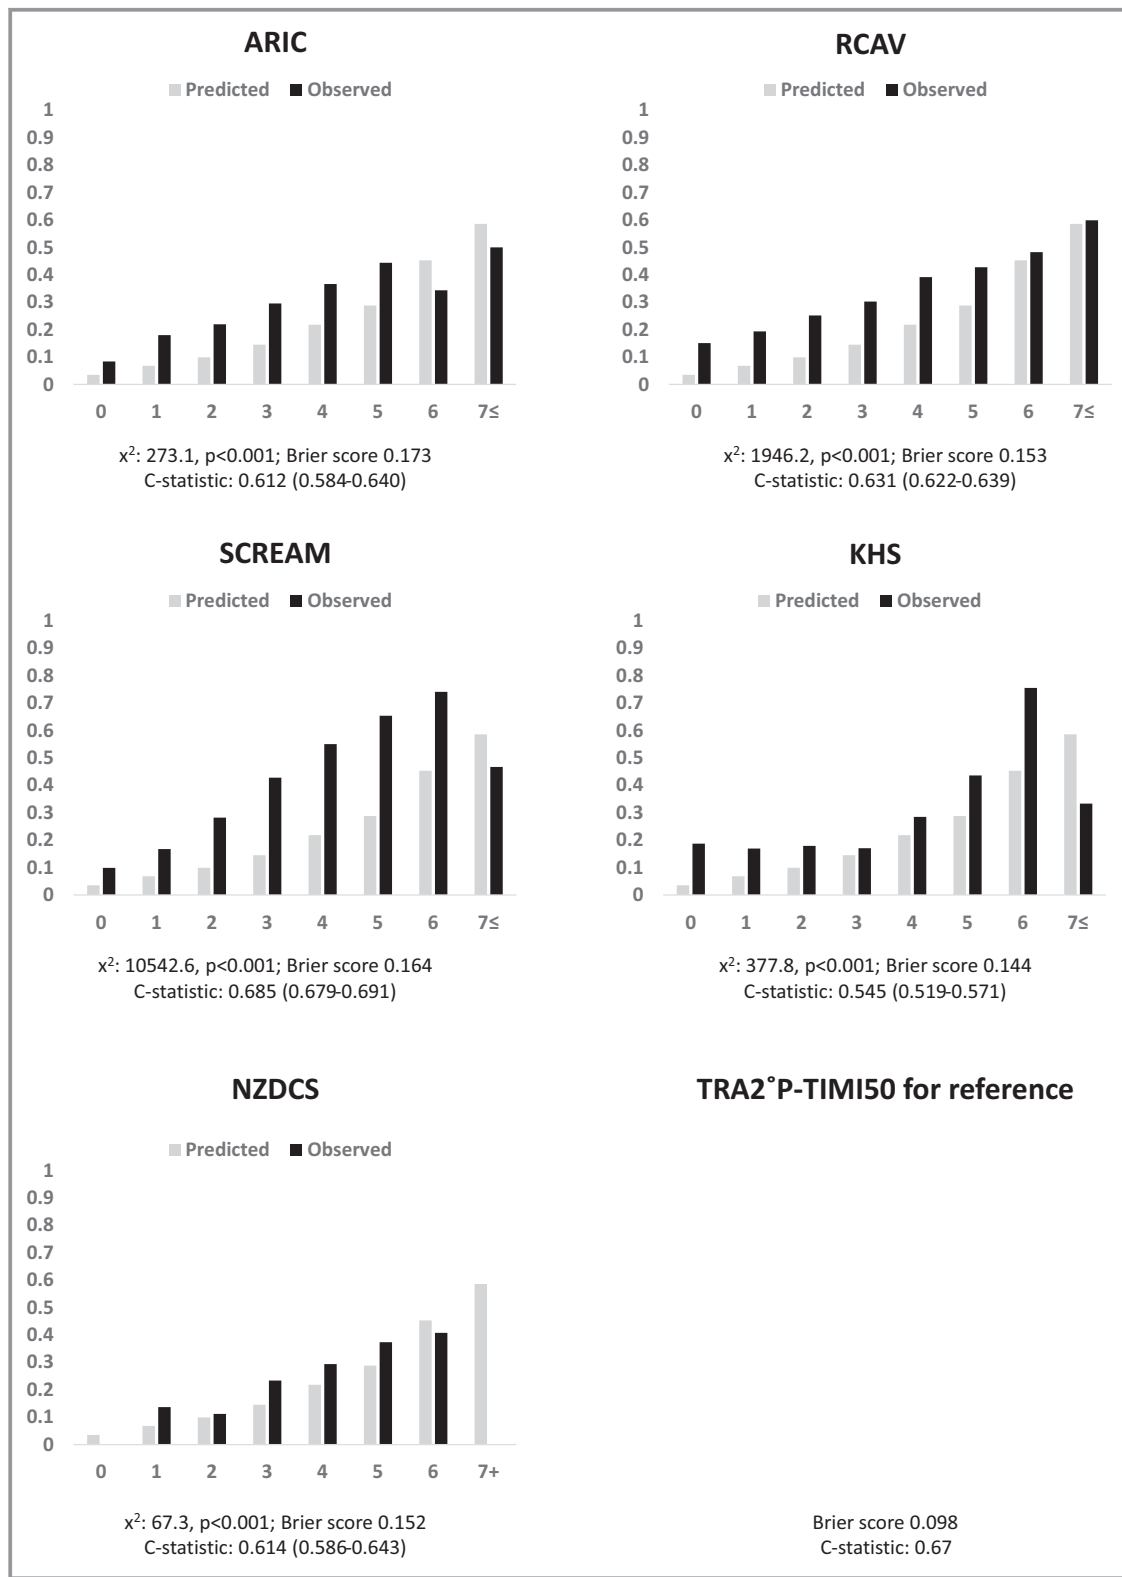 ARIC
Predicted Observed
1
0.9
0.8
0.7
0.6
0.5
0.4
0.3
0.2
0.1
0
0 1 2 3 4 5 6 7≤
x²: 273.1, p<0.001; Brier score 0.173
C-statistic: 0.612 (0.584-0.640)
RCAV
Predicted Observed
1
0.9
0.8
0.7
0.6
0.5
0.4
0.3
0.2
0.1
0
0 1 2 3 4 5 6 7≤
x²: 1946.2, p<0.001; Brier score 0.153
C-statistic: 0.631 (0.622-0.639)
SCREAM
Predicted Observed
1
0.9
0.8
0.7
0.6
0.5
0.4
0.3
0.2
0.1
0
0 1 2 3 4 5 6 7≤
x²: 10542.6, p<0.001; Brier score 0.164
C-statistic: 0.685 (0.679-0.691)
KHS
Predicted Observed
1
0.9
0.8
0.7
0.6
0.5
0.4
0.3
0.2
0.1
0
0 1 2 3 4 5 6 7≤
x²: 377.8, p<0.001; Brier score 0.144
C-statistic: 0.545 (0.519-0.571)
NZDCS
Predicted Observed
1
0.9
0.8
0.7
0.6
0.5
0.4
0.3
0.2
0.1
0
0 1 2 3 4 5 6 7+
x²: 67.3, p<0.001; Brier score 0.152
C-statistic: 0.614 (0.586-0.643)
TRA2°P-TIMI50 for reference
Brier score 0.098
C-statistic: 0.67